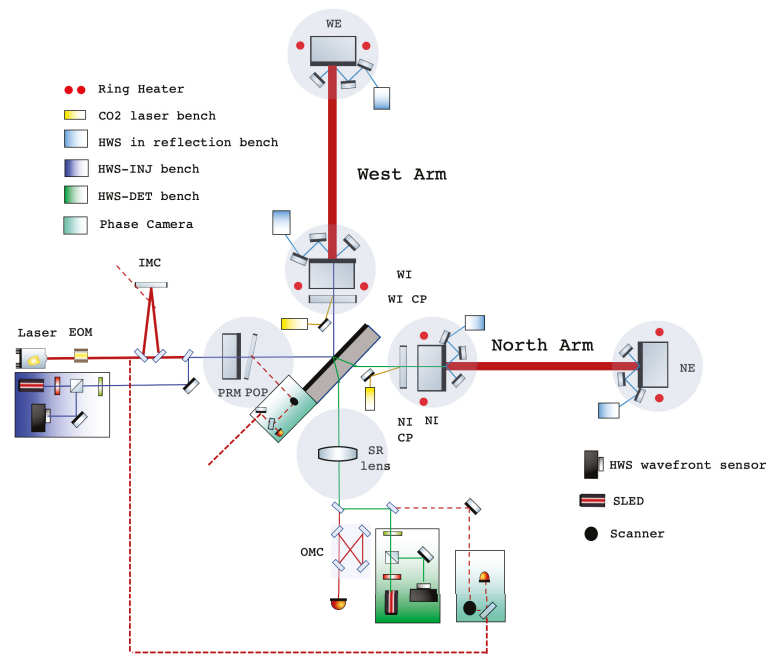 WE
Ring Heater
CO2 laser bench
HWS in reflection bench
HWS-INJ bench
HWS-DET bench
Phase Camera
West Arm
IMC
WI
WI CP
Laser
EOM
North Arm
NE
PRM
POP
NI
CP
NI
SR
lens
HWS wavefront sensor
SLED
Scanner
OMC